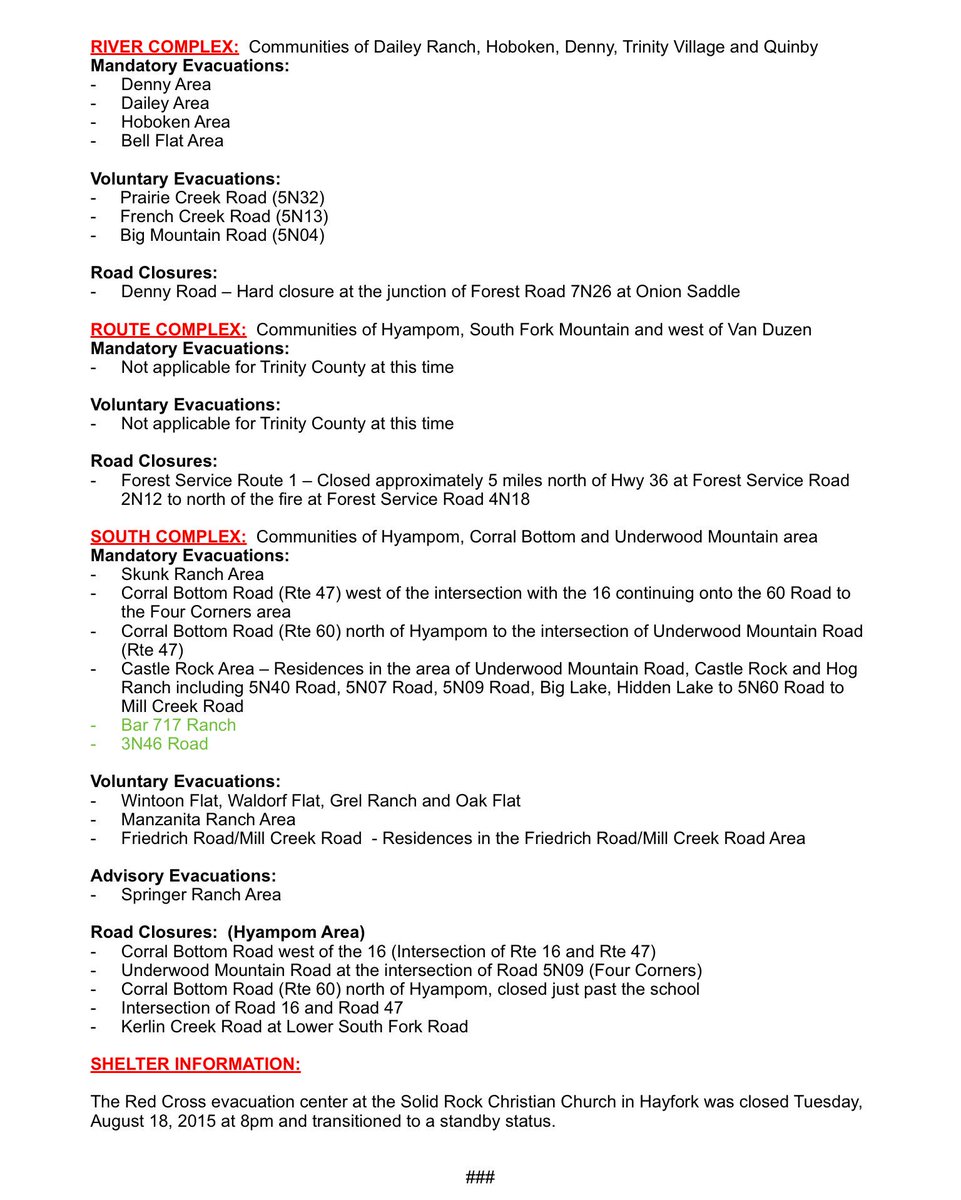 RIVER COMPLEX: Communities of Dailey Ranch, Hoboken, Denny, Trinity Village and Quinby
Mandatory Evacuations:
- Denny Area
- Dailey Area
- Hoboken Area
- Bell Flat Area
Voluntary Evacuations:
- Prairie Creek Road (5N32)
- French Creek Road (5N13)
- Big Mountain Road (5N04)
Road Closures:
- Denny Road – Hard closure at the junction of Forest Road 7N26 at Onion Saddle
ROUTE COMPLEX: Communities of Hyampom, South Fork Mountain and west of Van Duzen
Mandatory Evacuations:
- Not applicable for Trinity County at this time
Voluntary Evacuations:
- Not applicable for Trinity County at this time
Road Closures:
- Forest Service Route 1 – Closed approximately 5 miles north of Hwy 36 at Forest Service Road
2N12 to north of the fire at Forest Service Road 4N18
SOUTH COMPLEX: Communities of Hyampom, Corral Bottom and Underwood Mountain area
Mandatory Evacuations:
- Skunk Ranch Area
- Corral Bottom Road (Rte 47) west of the intersection with the 16 continuing onto the 60 Road to
the Four Corners area
- Corral Bottom Road (Rte 60) north of Hyampom to the intersection of Underwood Mountain Road
(Rte 47)
- Castle Rock Area – Residences in the area of Underwood Mountain Road, Castle Rock and Hog
Ranch including 5N40 Road, 5N07 Road, 5N09 Road, Big Lake, Hidden Lake to 5N60 Road to
Mill Creek Road
- Bar 717 Ranch
- 3N46 Road
Voluntary Evacuations:
- Wintoon Flat, Waldorf Flat, Grel Ranch and Oak Flat
- Manzanita Ranch Area
- Friedrich Road/Mill Creek Road - Residences in the Friedrich Road/Mill Creek Road Area
Advisory Evacuations:
- Springer Ranch Area
Road Closures: (Hyampom Area)
- Corral Bottom Road west of the 16 (Intersection of Rte 16 and Rte 47)
- Underwood Mountain Road at the intersection of Road 5N09 (Four Corners)
- Corral Bottom Road (Rte 60) north of Hyampom, closed just past the school
- Intersection of Road 16 and Road 47
- Kerlin Creek Road at Lower South Fork Road
SHELTER INFORMATION:
The Red Cross evacuation center at the Solid Rock Christian Church in Hayfork was closed Tuesday,
August 18, 2015 at 8pm and transitioned to a standby status.
###